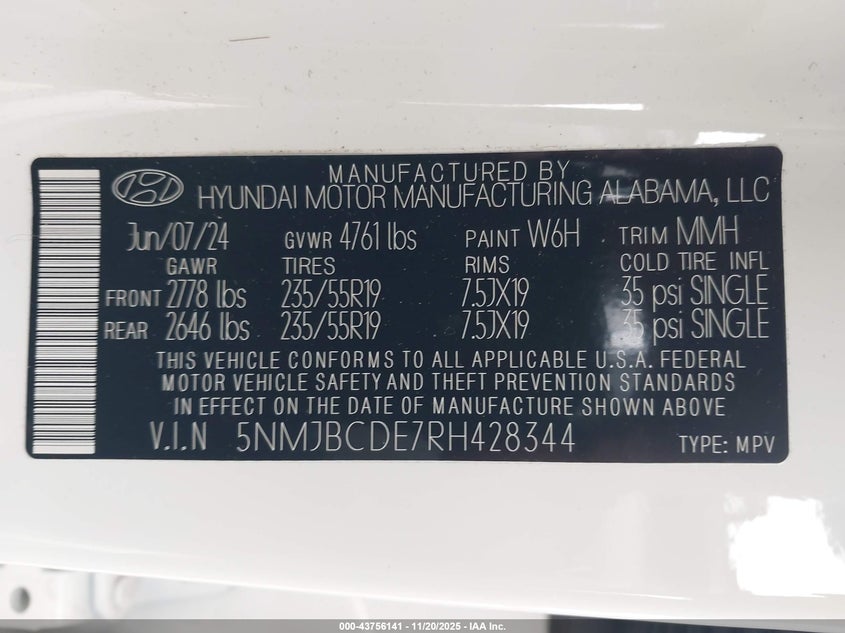 MANUFACTURED BY
HYUNDAI MOTOR MANUFACTURING ALABAMA, LLC
Jun/07/24 GVWR 4761 lbs PAINT W6H TRIM MMH
GAWR TIRES RIMS COLD TIRE INFL
FRONT 2778 lbs 235/55R19 7.5JX19 35 psi SINGLE
REAR 2646 lbs 235/55R19 7.5JX19 35 psi SINGLE
THIS VEHICLE CONFORMS TO ALL APPLICABLE U.S.A. FEDERAL
MOTOR VEHICLE SAFETY AND THEFT PREVENTION STANDARDS
IN EFFECT ON THE DATE OF MANUFACTURE SHOWN ABOVE
V.I.N 5NMJBCDE7RH428344 TYPE: MPV
000-43756141 - 11/20/2025 - IAA Inc.